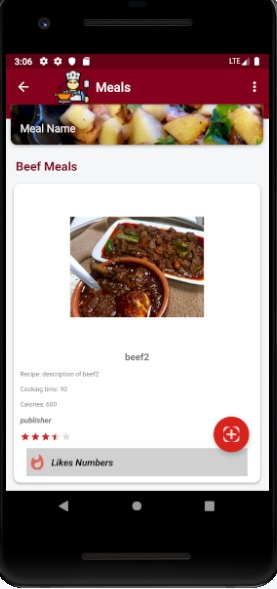 3:06
LTE
Meals
Meal Name
Beef Meals
beef2
Recipe: description of beef2
Cooking time: 90
Calories: 600
publisher
Likes Numbers